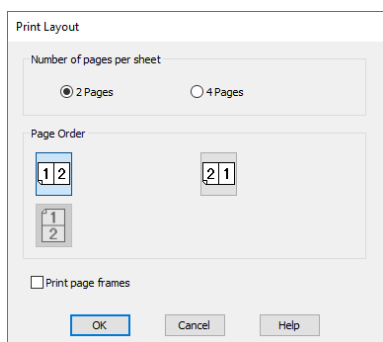 Print Layout
Number of pages per sheet
2 Pages 4 Pages
Page Order
1 2 2 1
1
2
Print page frames
OK Cancel Help